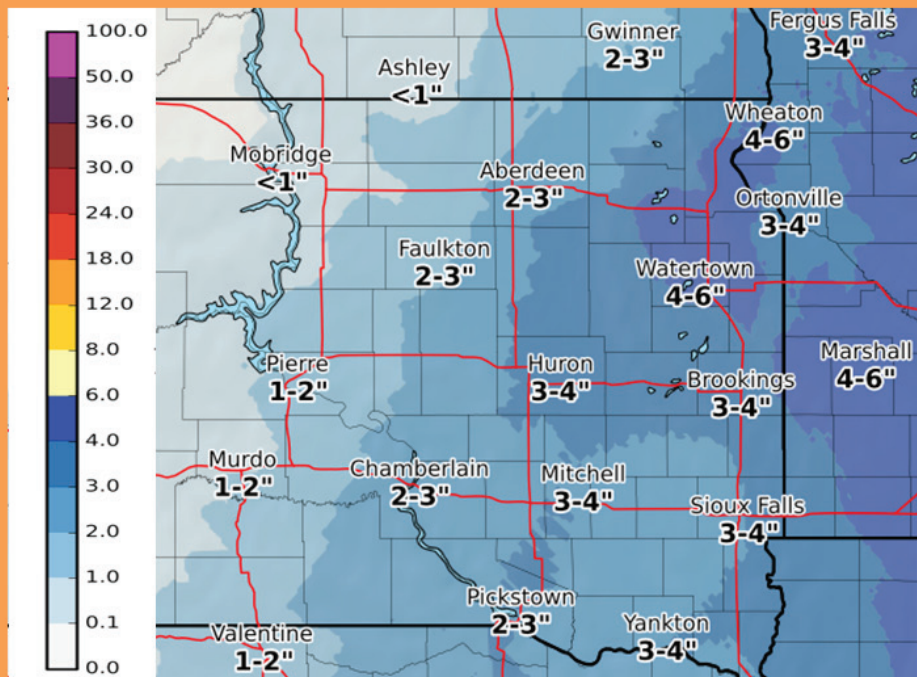 100.0
50.0
36.0
30.0
24.0
18.0
12.0
8.0
6.0
4.0
3.0
2.0
1.0
0.1
0.0
Fergus Falls
3-4"
Gwinner
2-3"
Ashley
<1"
Wheaton
4-6"
Mobridge
<1"
Aberdeen
2-3"
Ortonville
3-4"
Faulkton
2-3"
Watertown
4-6"
Marshall
4-6"
Pierre
1-2"
Huron
3-4"
Brookings
3-4"
Murdo
1-2"
Chamberlain
2-3"
Mitchell
3-4"
Sioux Falls
3-4"
Pickstown
2-3"
Yankton
3-4"
Valentine
1-2"